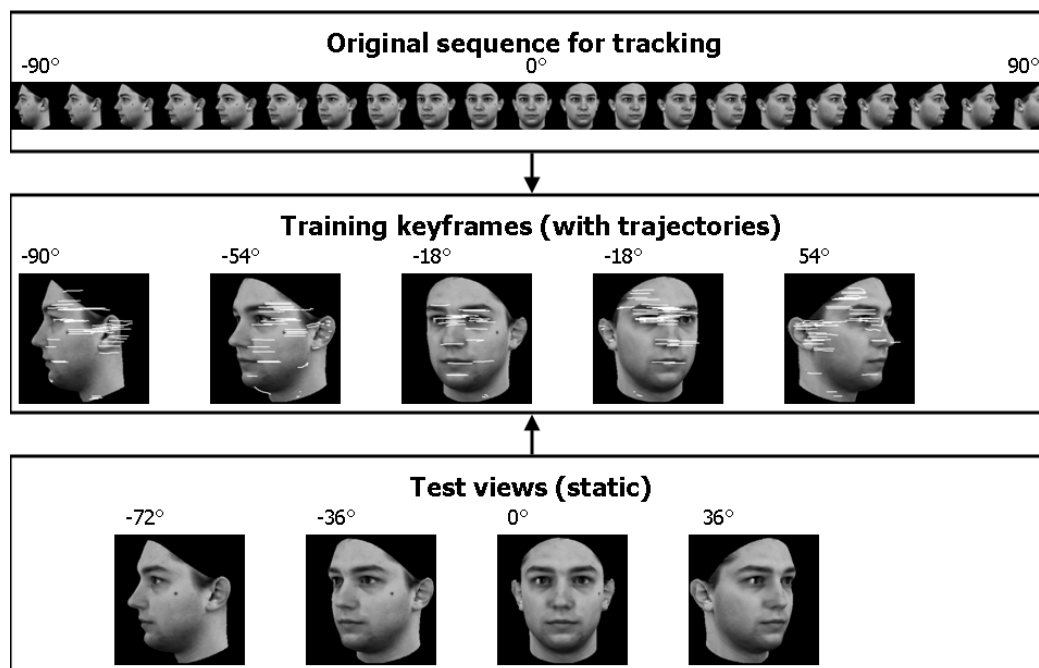 Original sequence for tracking
-90° 0° 90°
Training keyframes (with trajectories)
-90° -54° -18° -18° 54°
Test views (static)
-72° -36° 0° 36°